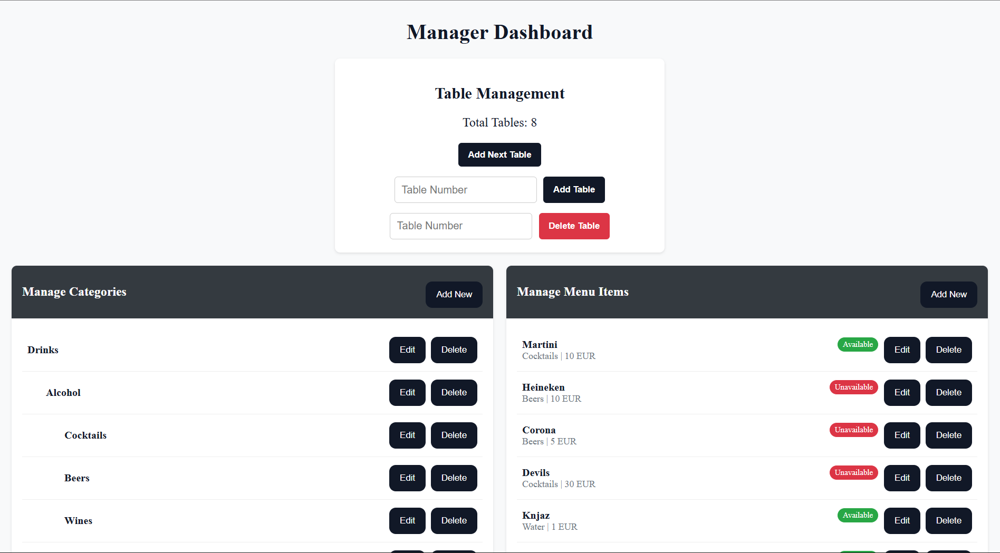 Manager Dashboard
Table Management
Total Tables: 8
Add Next Table
Table Number Add Table
Table Number Delete Table
Manage Categories Add New
Drinks Edit Delete
Alcohol Edit Delete
Cocktails Edit Delete
Beers Edit Delete
Wines Edit Delete
Manage Menu Items Add New
Martini Available Edit Delete
Cocktails | 10 EUR
Heineken Unavailable Edit Delete
Beers | 10 EUR
Corona Unavailable Edit Delete
Beers | 5 EUR
Devils Unavailable Edit Delete
Cocktails | 30 EUR
Knjaz Available Edit Delete
Water | 1 EUR